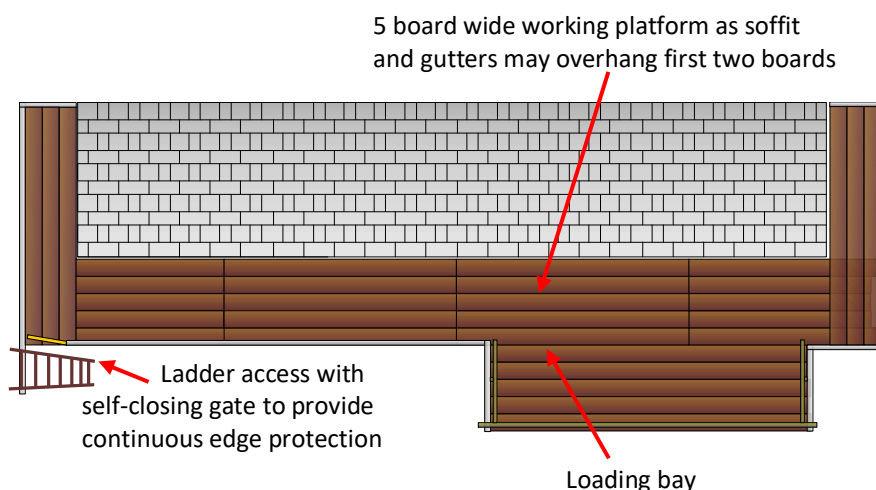 5 board wide working platform as soffit
and gutters may overhang first two boards
Ladder access with
self-closing gate to provide
continuous edge protection
Loading bay